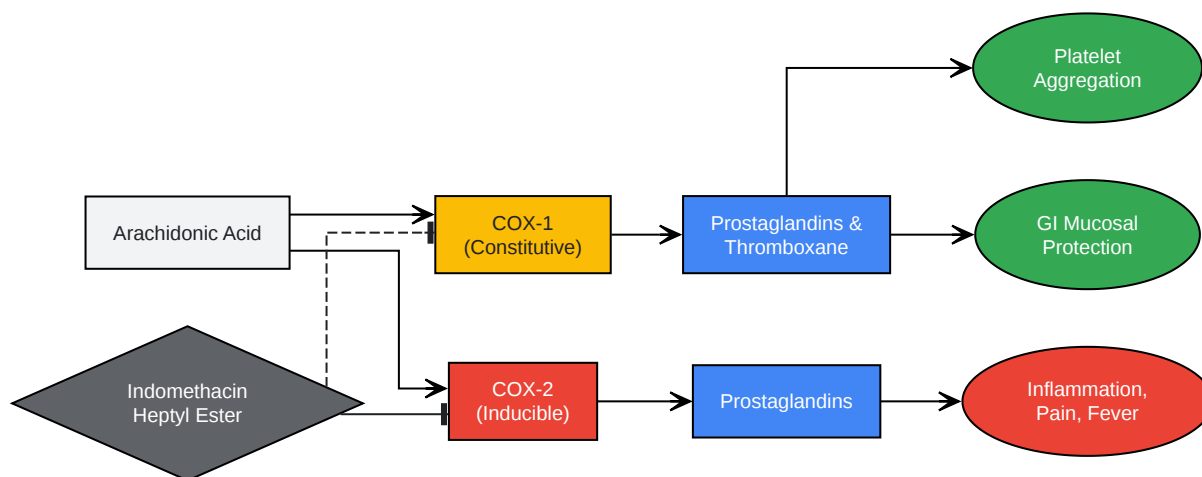 Platelet
Aggregation
Arachidonic Acid
COX-1
(Constitutive)
Prostaglandins &
Thromboxane
GI Mucosal
Protection
Indomethacin
Heptyl Ester
COX-2
(Inducible)
Prostaglandins
Inflammation,
Pain, Fever